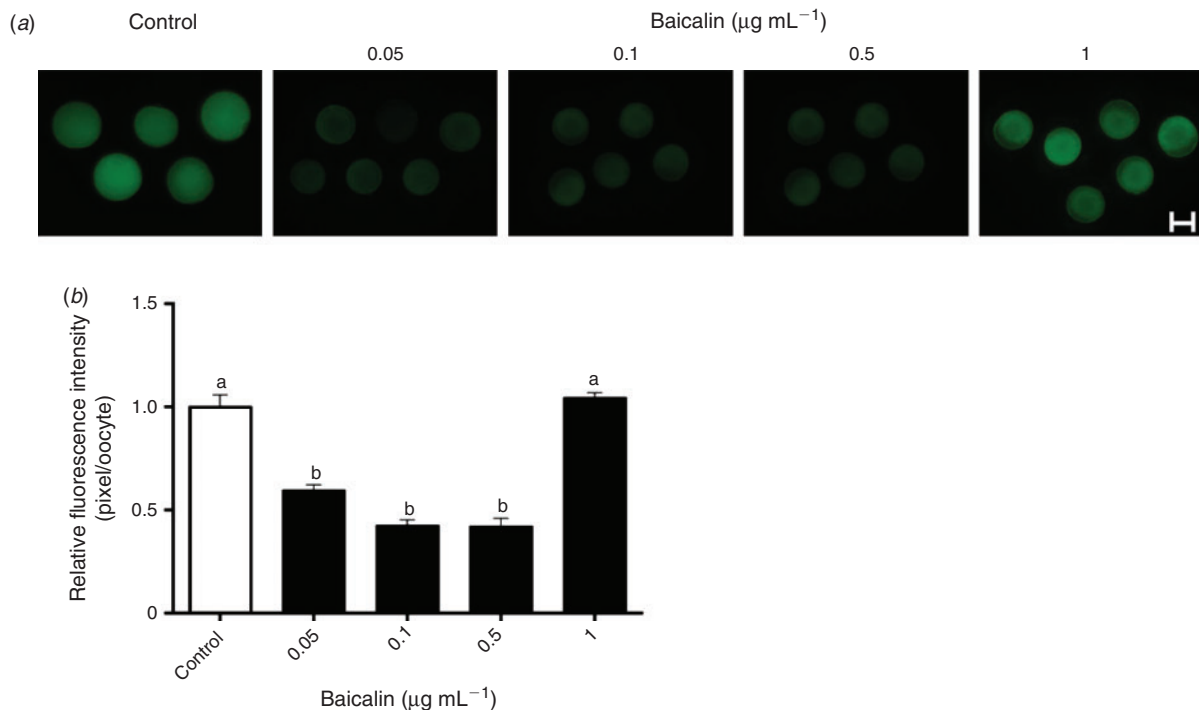 (a)
Control
Baicalin (μg mL⁻¹)
0.05
0.1
0.5
1
(b)
Relative fluorescence intensity
(pixel/oocyte)
1.5
1.0
0.5
0
a
b
b
b
a
Control
0.05
0.1
0.5
1
Baicalin (μg mL⁻¹)